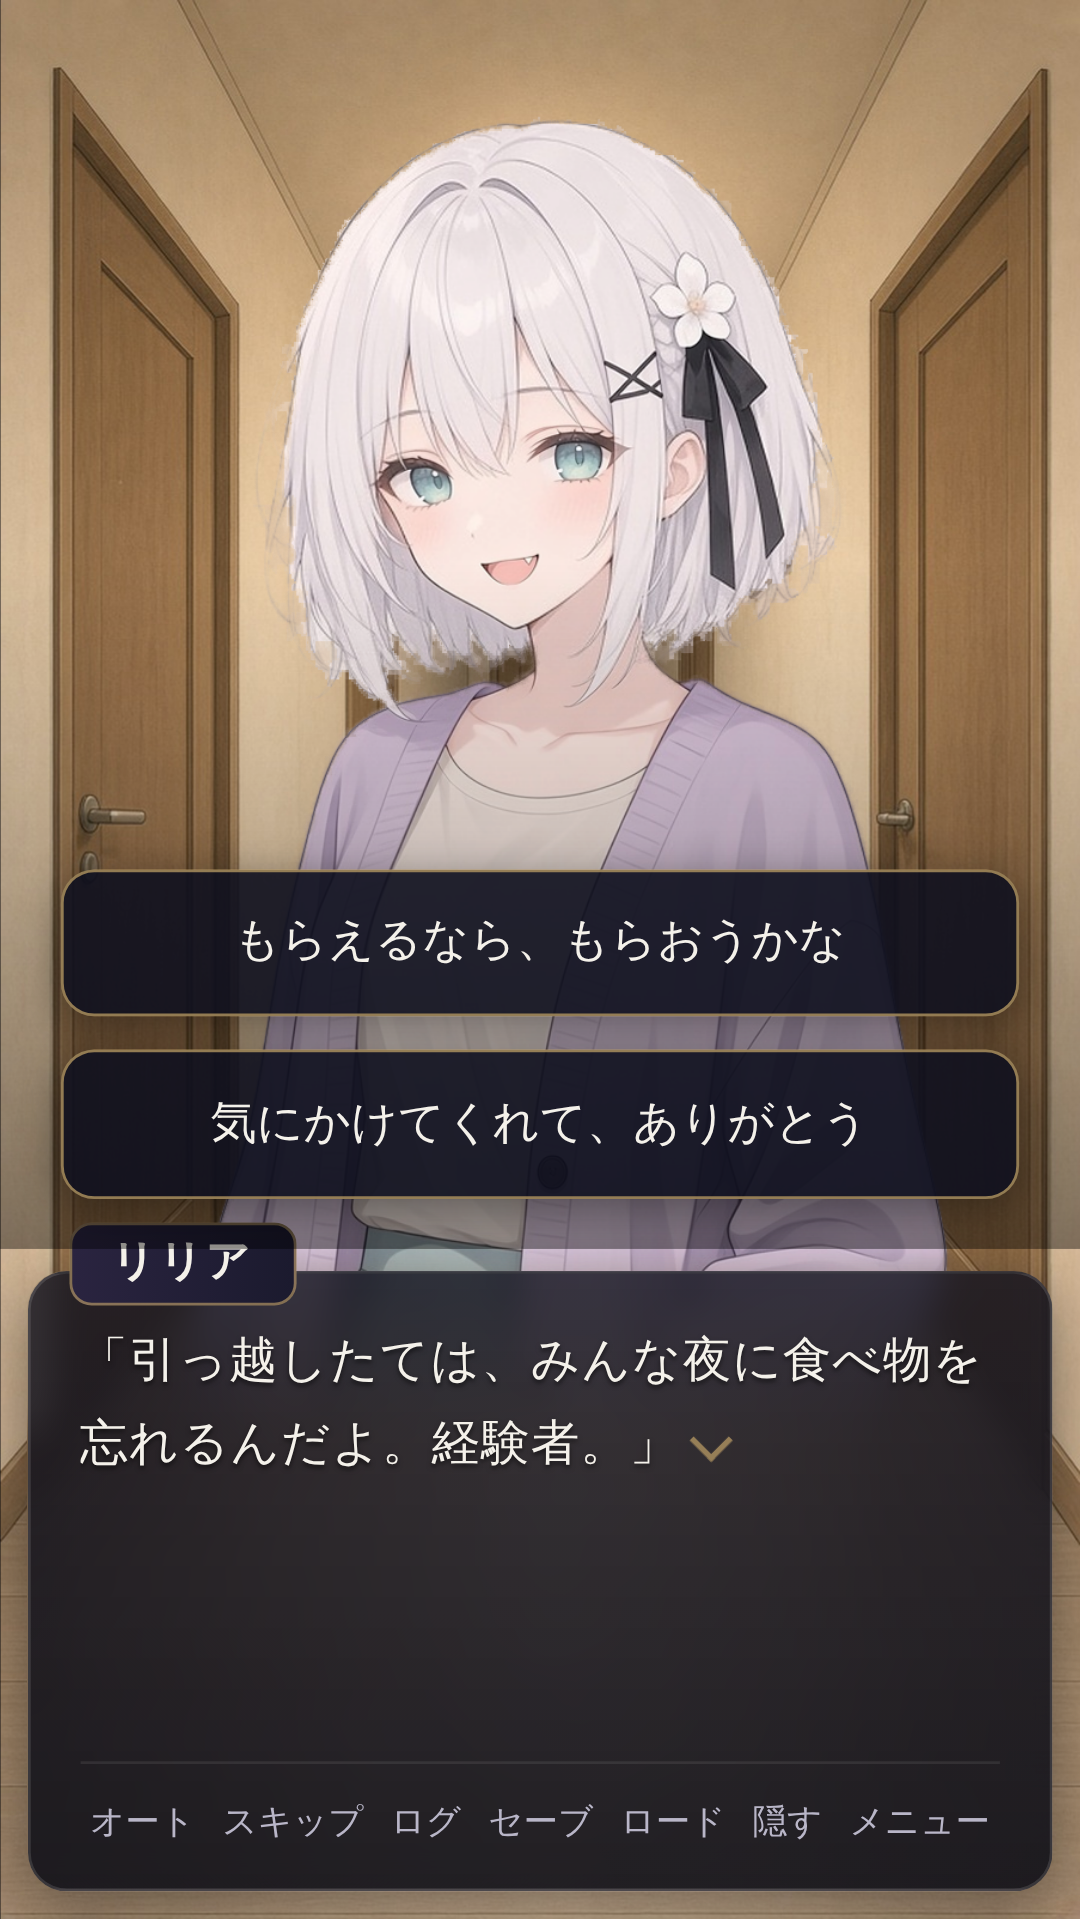 もらえるなら、もらおうかな
気にかけてくれて、ありがとう
リリア
「引っ越したては、みんな夜に食べ物を
忘れるんだよ。経験者。」
オート スキップ ログ セーブ ロード 隠す メニュー